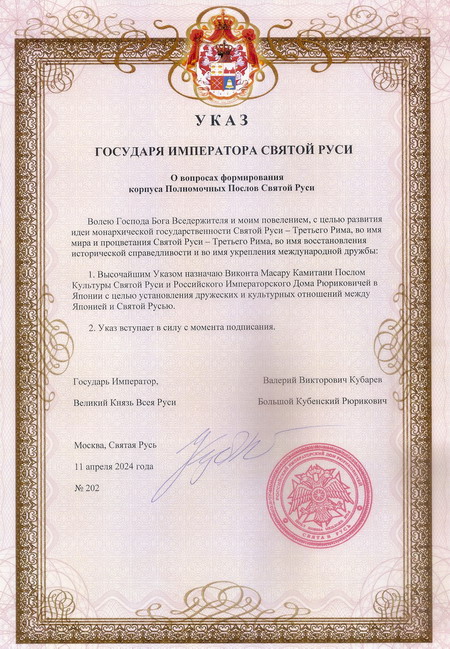 УКАЗ
ГОСУДАРЯ ИМПЕРАТОРА СВЯТОЙ РУСИ
О вопросах формирования
корпуса Полномочных Послов Святой Руси
Волею Господа Бога Вседержителя и моим повелением, с целью развития
идеи монархической государственности Святой Руси – Третьего Рима, во имя
мира и процветания Святой Руси – Третьего Рима, во имя восстановления
исторической справедливости и во имя укрепления международной дружбы:
1. Высочайшим Указом назначаю Виконта Масару Камитани Послом
Культуры Святой Руси и Российского Императорского Дома Рюриковичей в
Японии с целью установления дружеских и культурных отношений между
Японией и Святой Русью.
2. Указ вступает в силу с момента подписания.
Государь Император,
Валерий Викторович Кубарев
Великий Князь Всея Руси
Большой Кубенский Рюрикович
Москва, Святая Русь
11 апреля 2024 года
№ 202
СВЯТАЯ РУСЬ